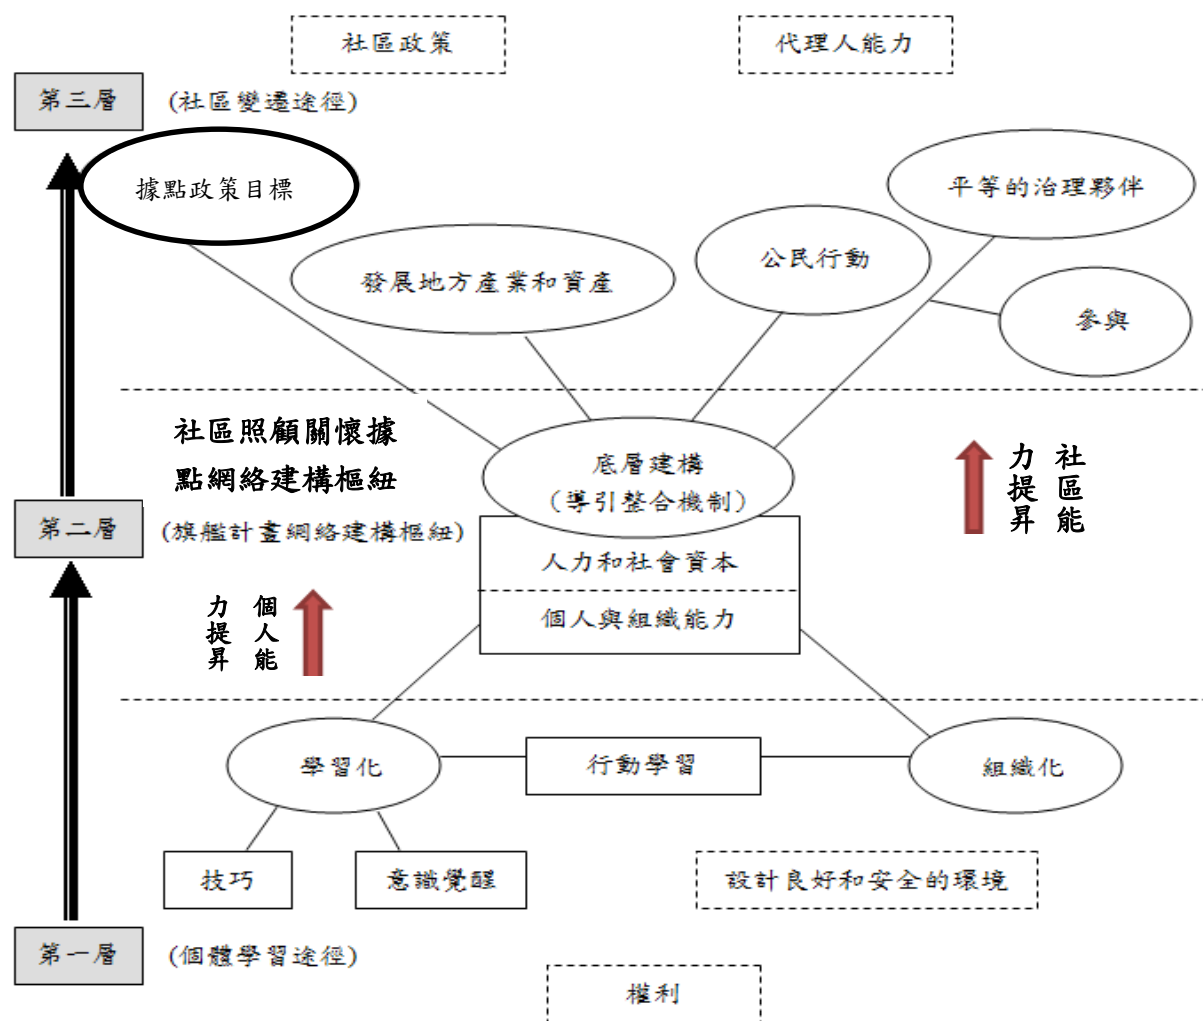 社區政策
代理人能力
第三層
(社區變遷途徑)
據點政策目標
平等的治理夥伴
公民行動
發展地方產業和資產
參與
社區照顧關懷據
點網絡建構樞紐
底層建構
(導引整合機制)
社區能
力提昇
第二層
(旗艦計畫網絡建構樞紐)
人力和社會資本
個人與組織能力
個人能
力提昇
學習化
行動學習
組織化
技巧
意識覺醒
設計良好和安全的環境
第一層
(個體學習途徑)
權利